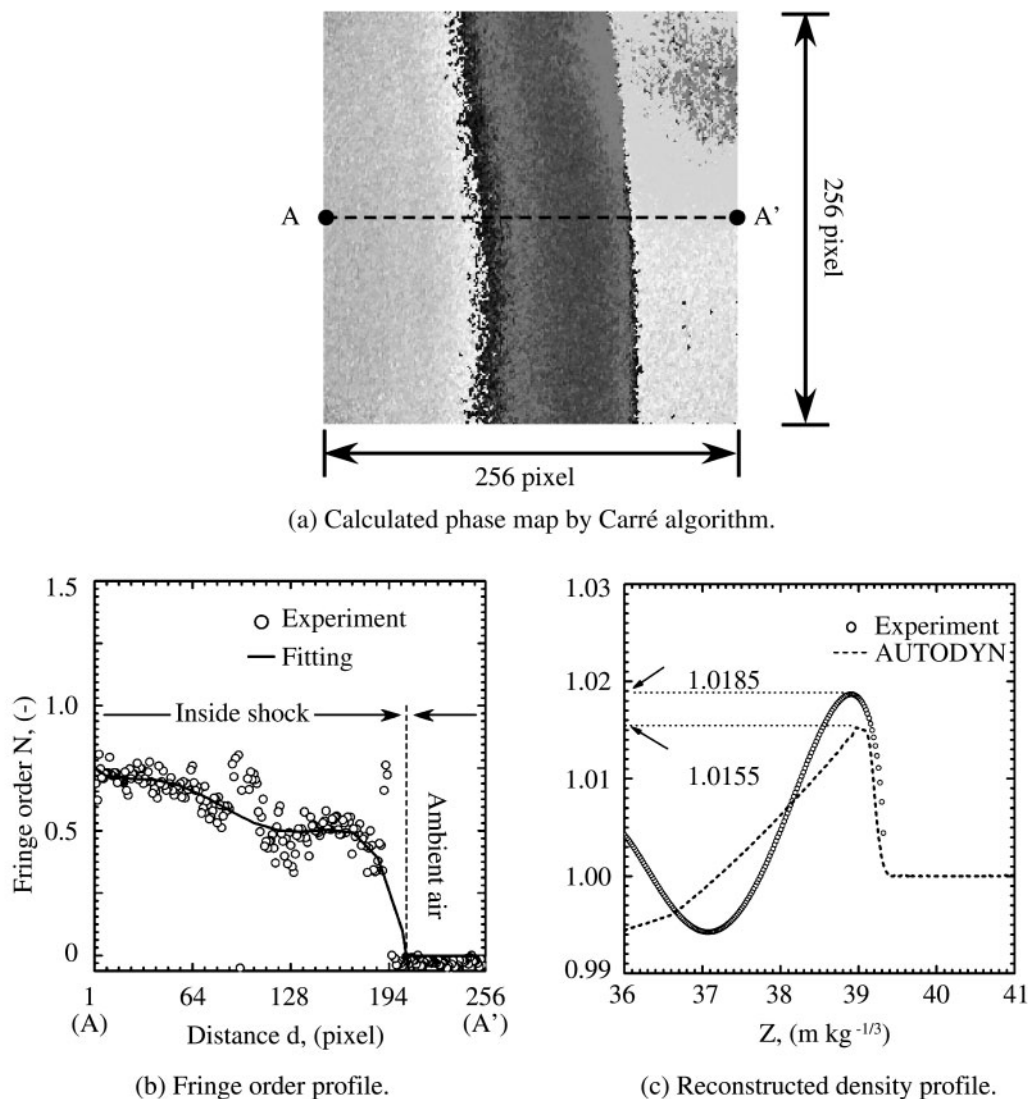 A
A'
256 pixel
256 pixel
(a) Calculated phase map by Carré algorithm.
1.5
1.0
0.5
0
Fringe order N, (-)
Experiment
Fitting
Inside shock
Ambient air
1
64
128
194
256
(A)
(A')
Distance d, (pixel)
(b) Fringe order profile.
1.03
1.02
1.01
1.00
0.99
Experiment
AUTODYN
1.0185
1.0155
36
37
38
39
40
41
Z, (m kg -1/3)
(c) Reconstructed density profile.